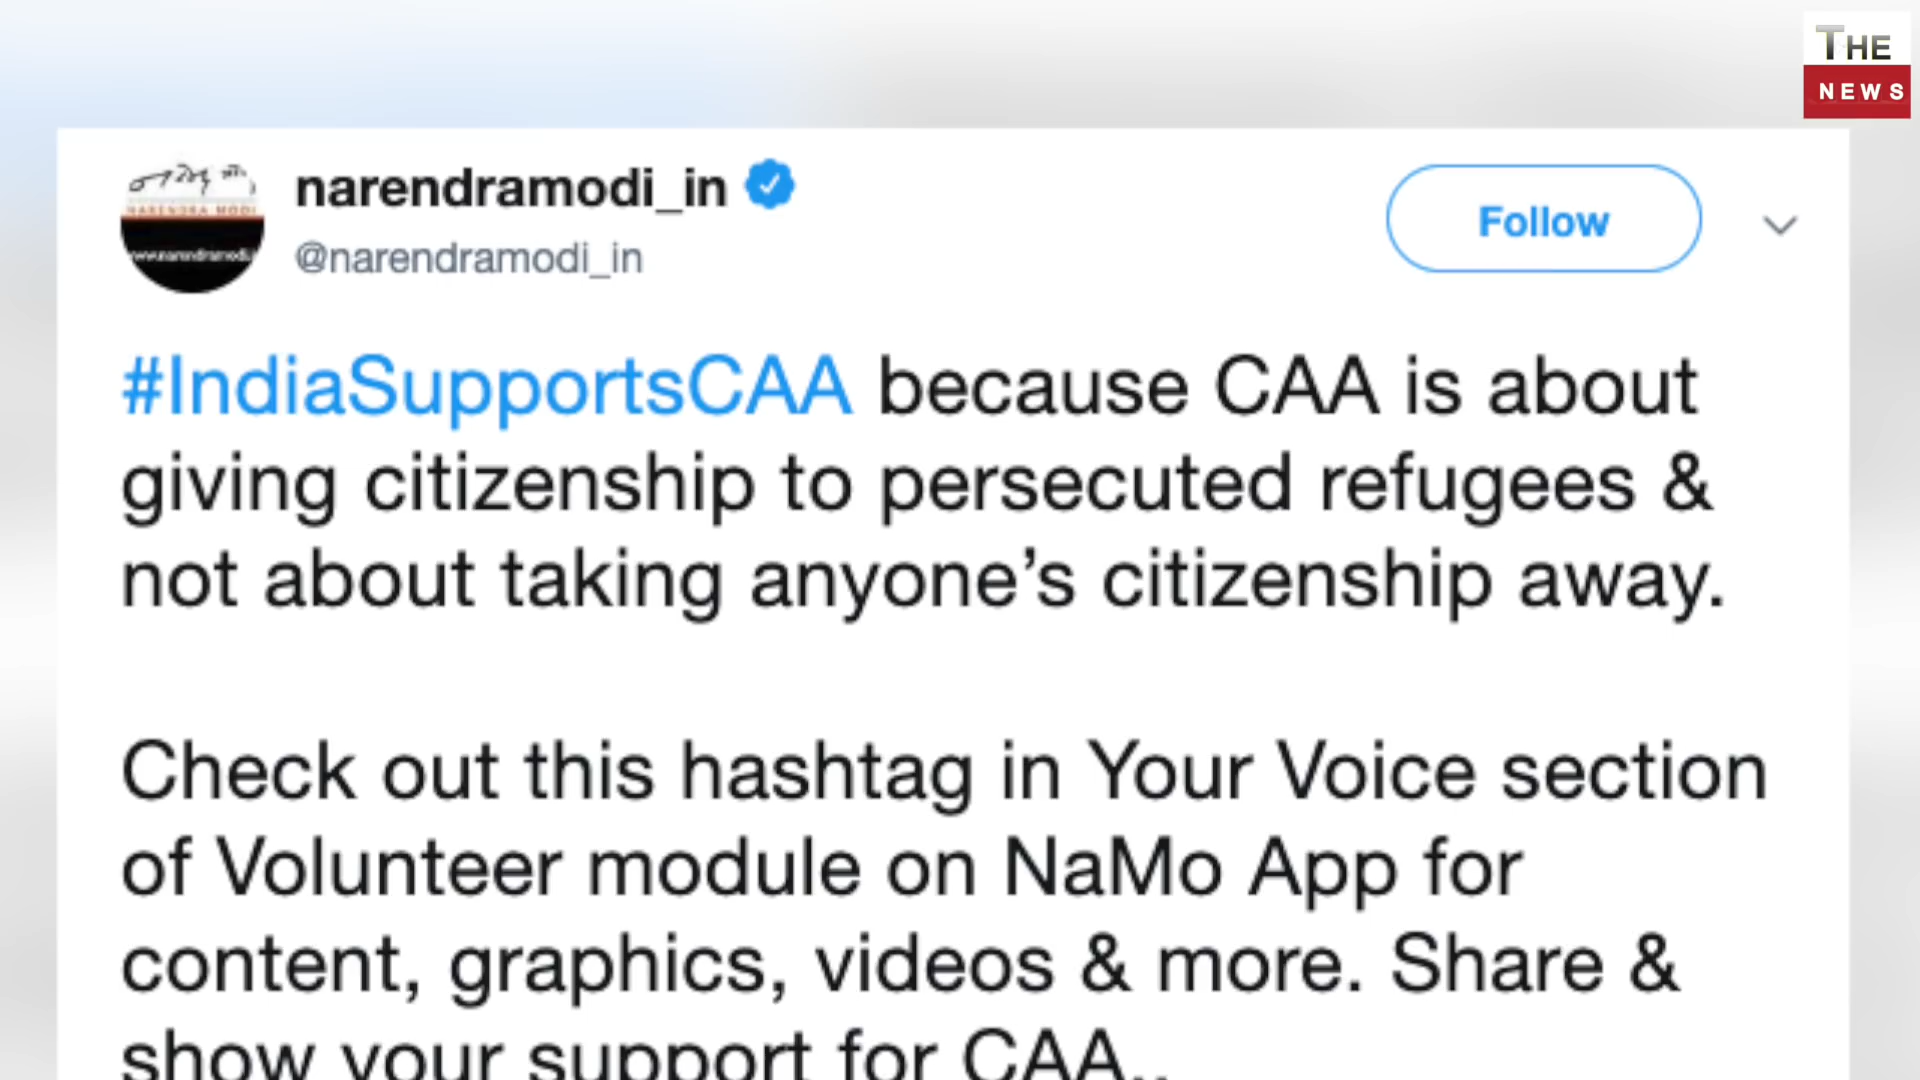 THE
NEWS
NARENDRA MODI
narendramodi_in
@narendramodi_in
Follow
#IndiaSupportsCAA because CAA is about
giving citizenship to persecuted refugees &
not about taking anyone’s citizenship away.
Check out this hashtag in Your Voice section
of Volunteer module on NaMo App for
content, graphics, videos & more. Share &
show your support for CAA..